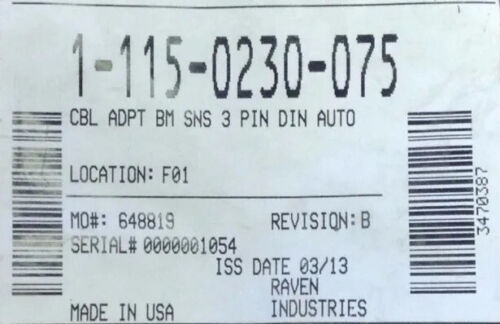 1-115-0230-075
CBL ADPT BM SNS 3 PIN DIN AUTO
LOCATION: F01
MO#: 648819 REVISION: B
SERIAL# 0000001054
ISS DATE 03/13
RAVEN
MADE IN USA INDUSTRIES
3470387